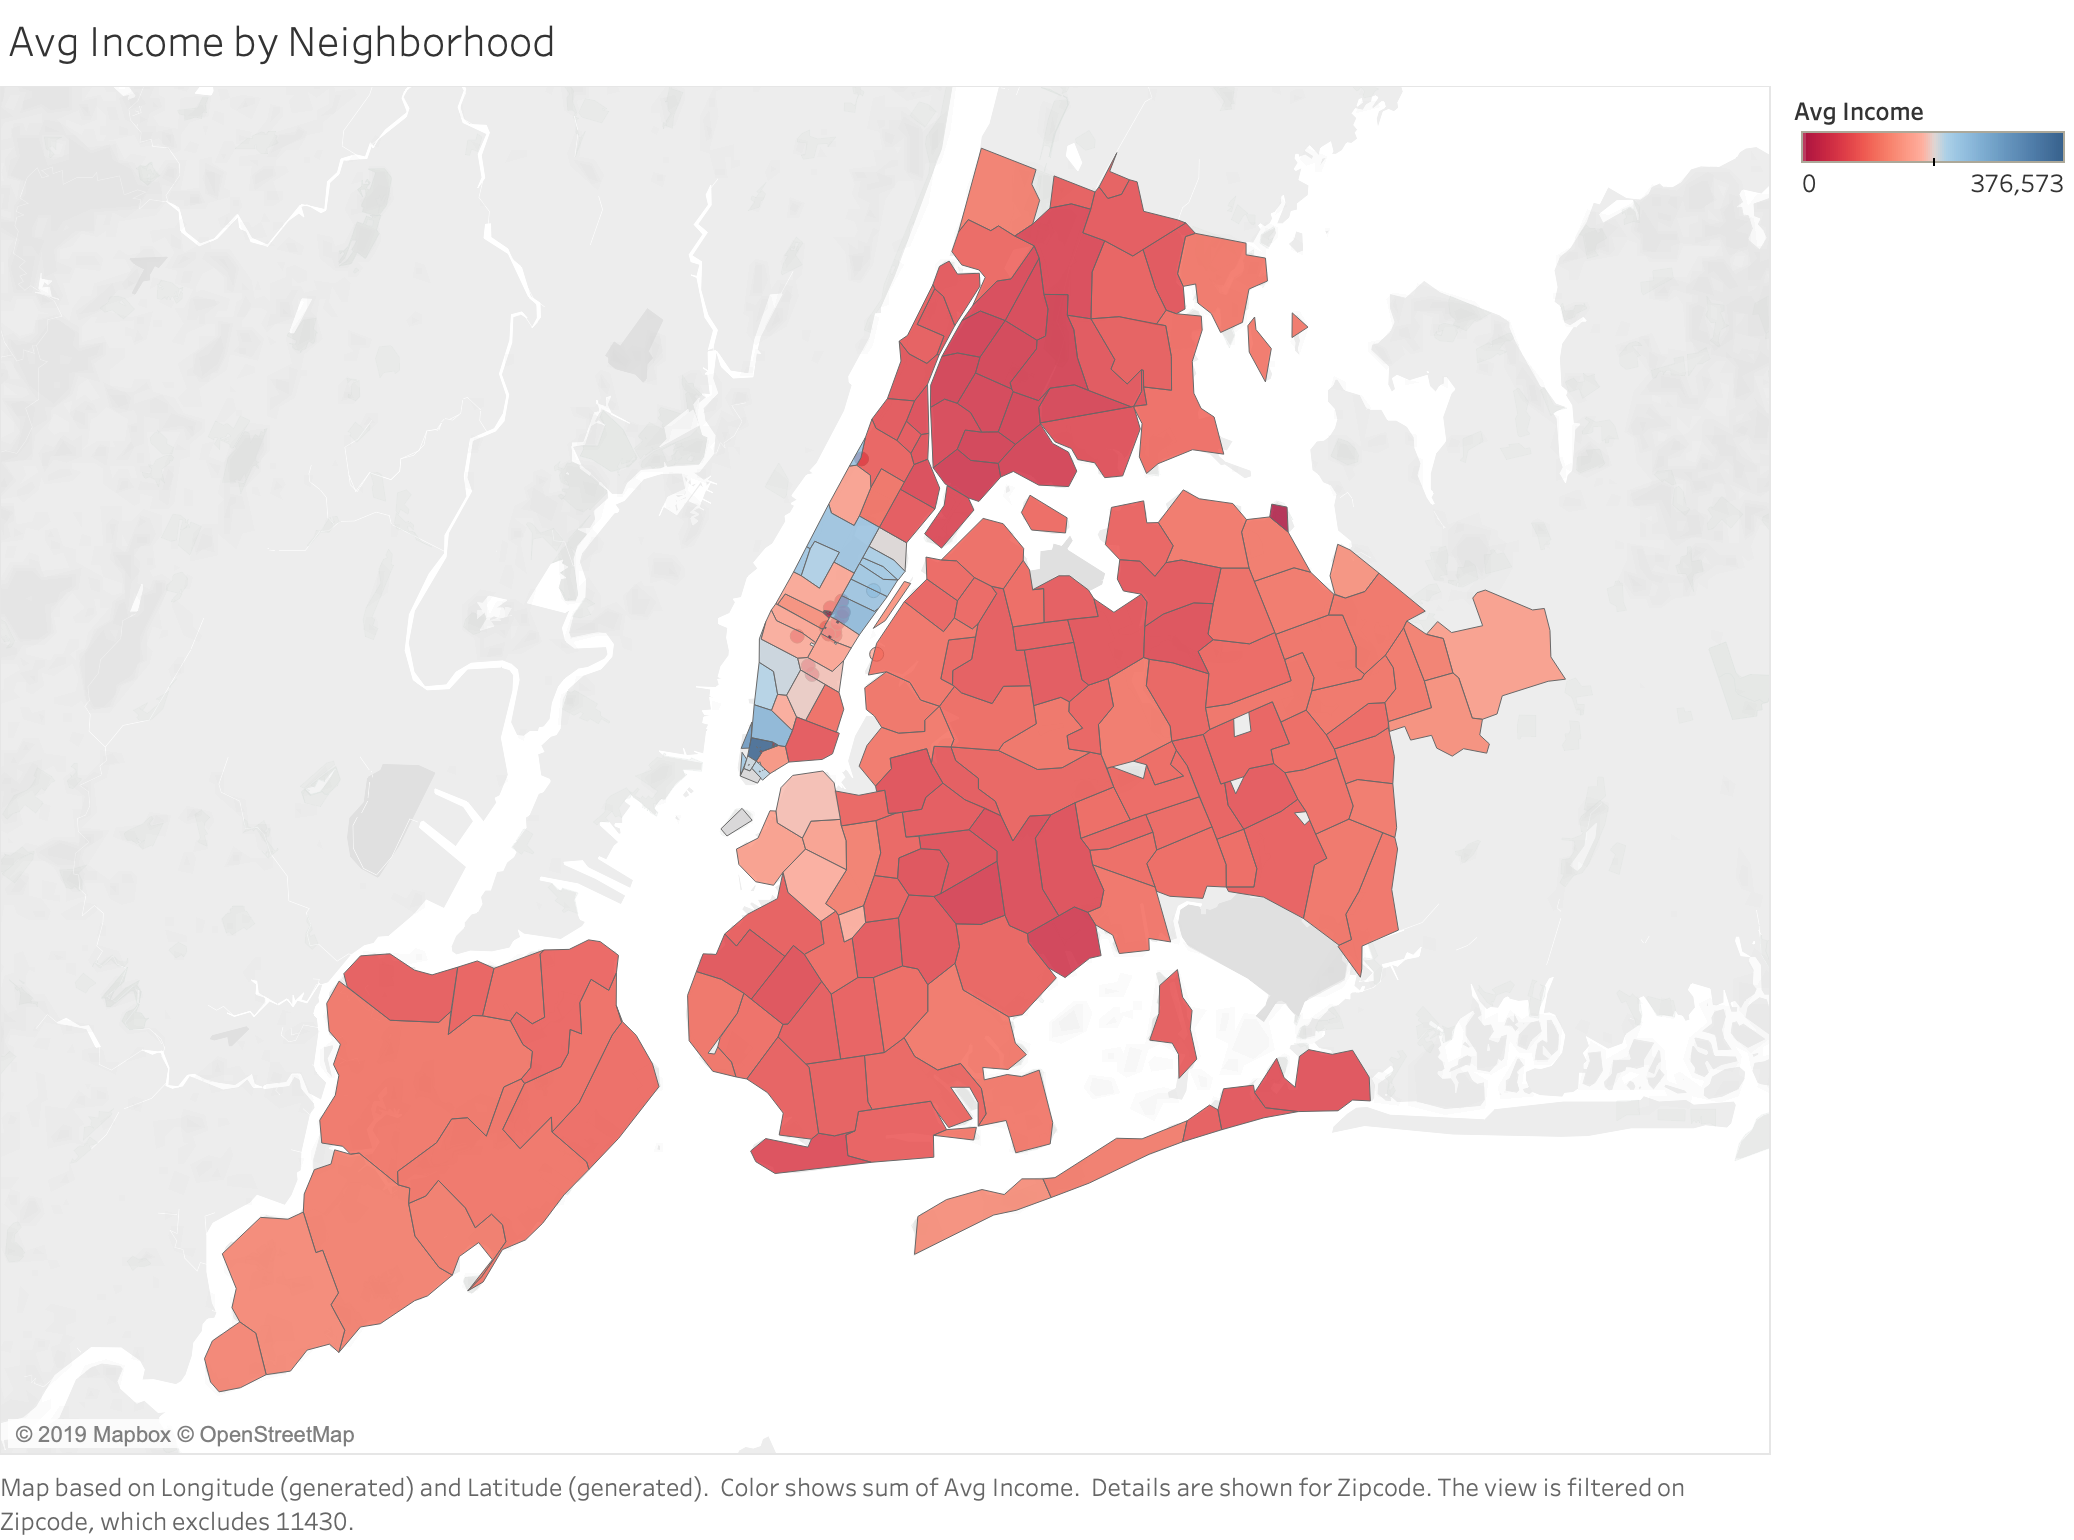 Avg Income by Neighborhood
Avg Income
0 376,573
© 2019 Mapbox © OpenStreetMap
Map based on Longitude (generated) and Latitude (generated).  Color shows sum of Avg Income.  Details are shown for Zipcode. The view is filtered on
Zipcode, which excludes 11430.